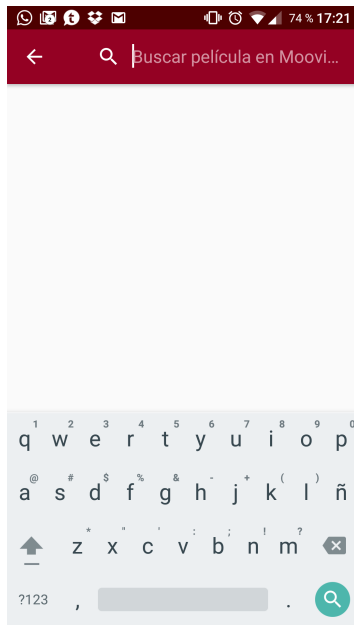 74 % 17:21
Buscar película en Moovi...
1 2 3 4 5 6 7 8 9 0
q w e r t y u i o p
@ # $ % & - + ( )
a s d f g h j k l ñ
* " ' : ; ! ?
z x c v b n m
?123 , .